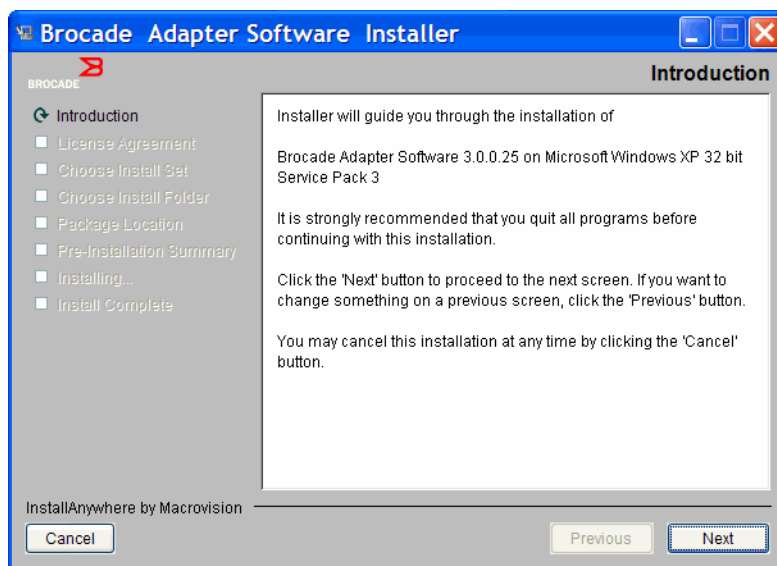 Brocade Adapter Software Installer
BROCADE
Introduction
Introduction
License Agreement
Choose Install Set
Choose Install Folder
Package Location
Pre-Installation Summary
Installing...
Install Complete
Installer will guide you through the installation of
Brocade Adapter Software 3.0.0.25 on Microsoft Windows XP 32 bit
Service Pack 3
It is strongly recommended that you quit all programs before
continuing with this installation.
Click the 'Next' button to proceed to the next screen. If you want to
change something on a previous screen, click the 'Previous' button.
You may cancel this installation at any time by clicking the 'Cancel'
button.
InstallAnywhere by Macrovision
Cancel
Previous
Next